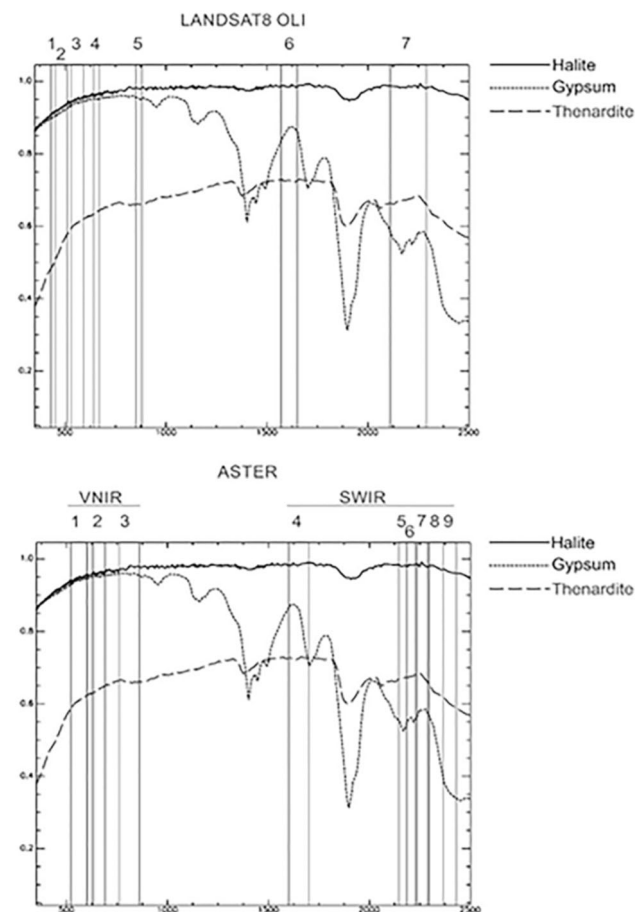 LANDSAT8 OLI
1 2 3 4 5 6 7
Halite
Gypsum
Thenardite
1.0
0.8
0.6
0.4
0.2
500 1000 1500 2000 2500
ASTER
VNIR SWIR
1 2 3 4 5 6 7 8 9
Halite
Gypsum
Thenardite
1.0
0.8
0.6
0.4
0.2
500 1000 1500 2000 2500